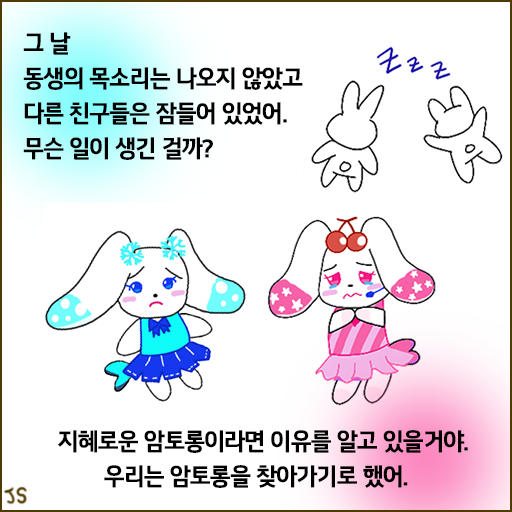 그 날
동생의 목소리는 나오지 않았고
다른 친구들은 잠들어 있었어.
무슨 일이 생긴 걸까?
Z Z Z
지혜로운 암토롱이라면 이유를 알고 있을거야.
우리는 암토롱을 찾아가기로 했어.
JS